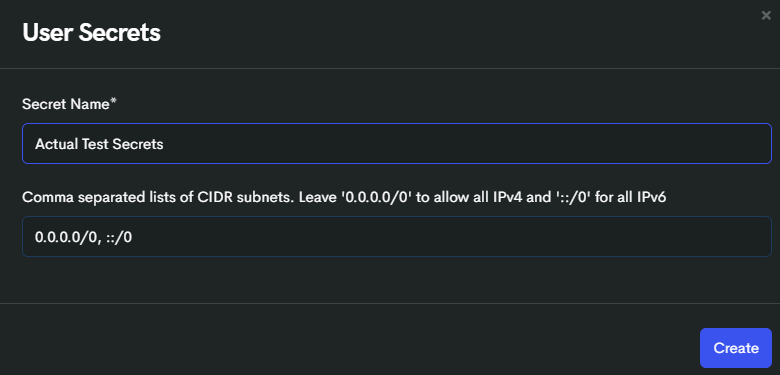 User Secrets
Secret Name*
Actual Test Secrets
Comma separated lists of CIDR subnets. Leave '0.0.0.0/0' to allow all IPv4 and '::/0' for all IPv6
0.0.0.0/0, ::/0
Create